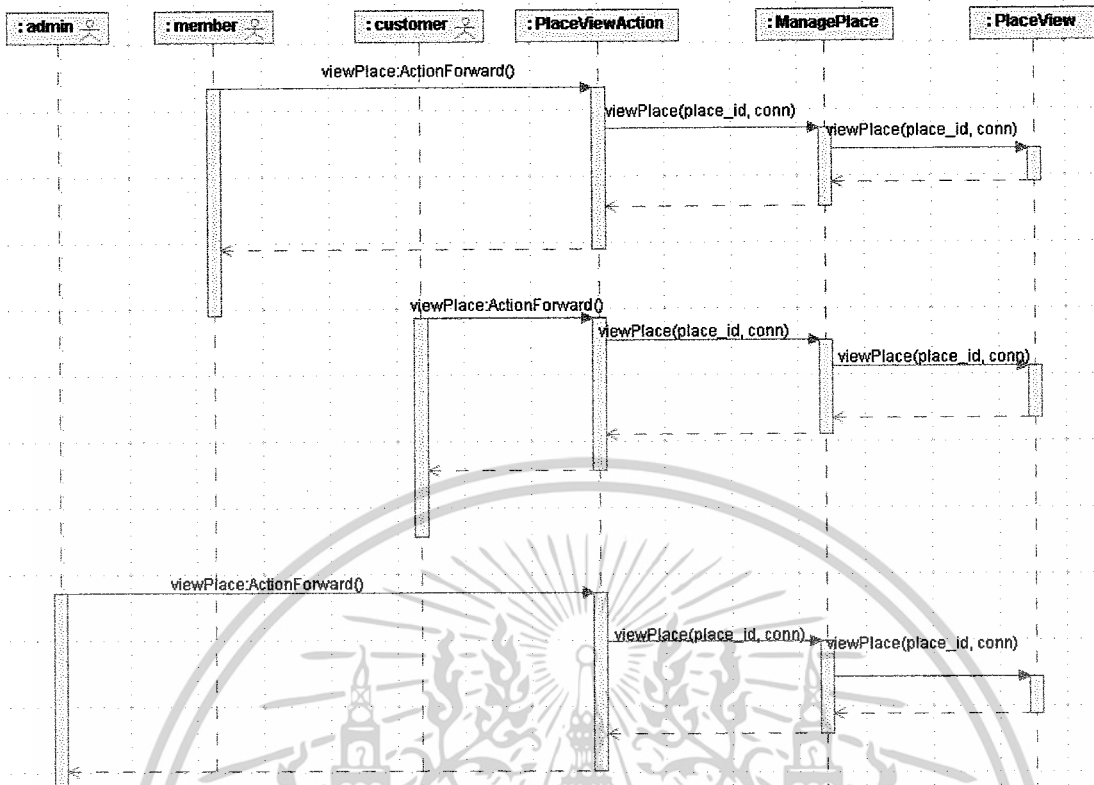 : admin
: member
: customer
: PlaceViewAction
: ManagePlace
: PlaceView
viewPlace:ActionForward()
viewPlace(place_id, conn)
viewPlace(place_id, conn)
viewPlace:ActionForward()
viewPlace(place_id, conn)
viewPlace(place_id, conn)
viewPlace:ActionForward()
viewPlace(place_id, conn)
viewPlace(place_id, conn)